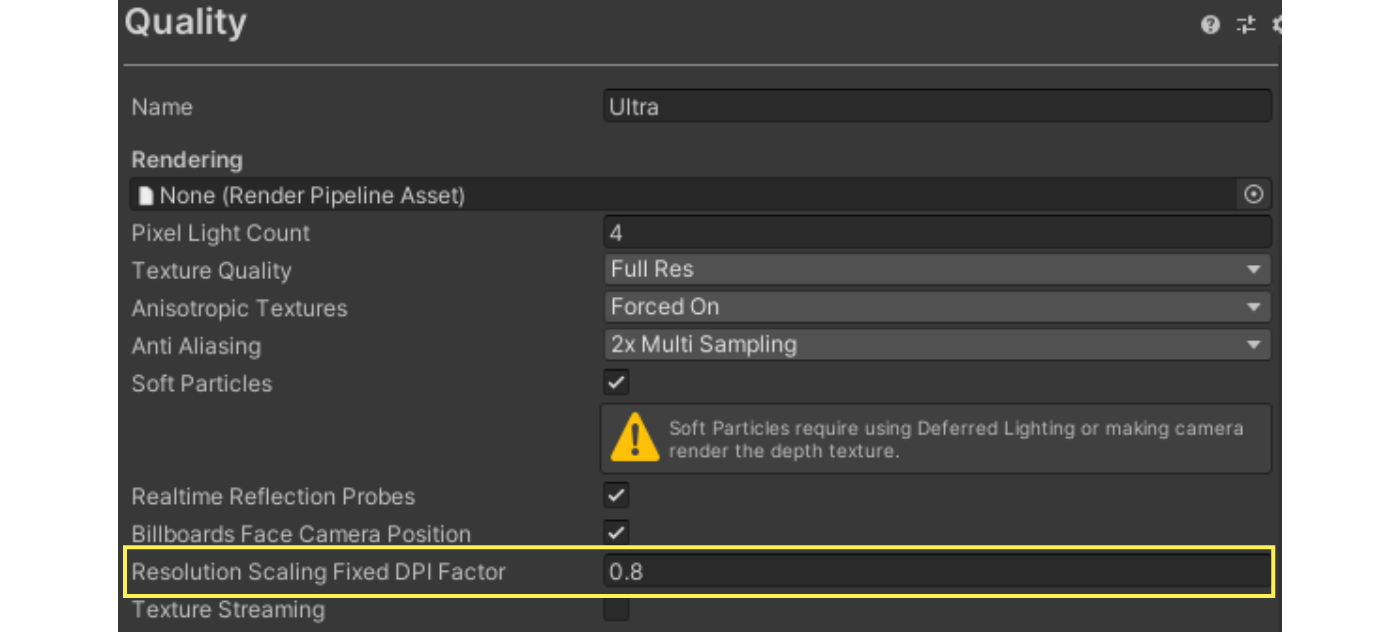 Quality
Name Ultra
Rendering
None (Render Pipeline Asset)
Pixel Light Count 4
Texture Quality Full Res
Anisotropic Textures Forced On
Anti Aliasing 2x Multi Sampling
Soft Particles
Soft Particles require using Deferred Lighting or making camera
render the depth texture.
Realtime Reflection Probes
Billboards Face Camera Position
Resolution Scaling Fixed DPI Factor 0.8
Texture Streaming